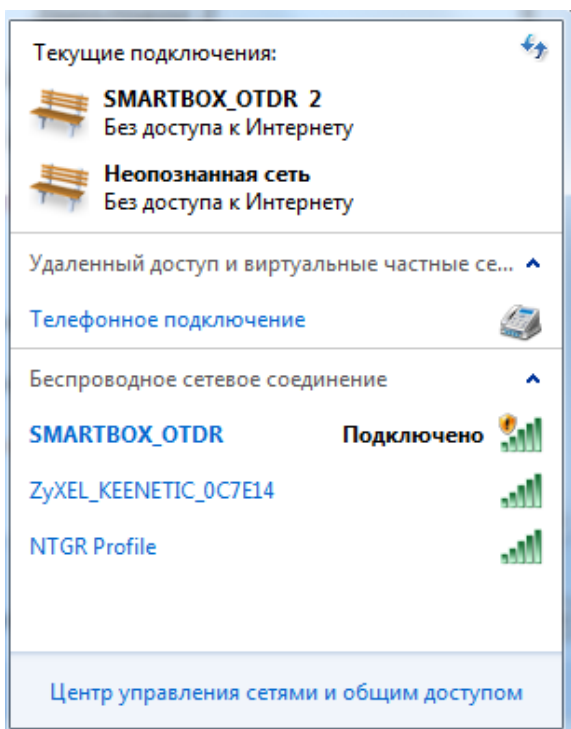 Текущие подключения:
SMARTBOX_OTDR 2
Без доступа к Интернету
Неопознанная сеть
Без доступа к Интернету
Удаленный доступ и виртуальные частные се...
Телефонное подключение
Беспроводное сетевое соединение
SMARTBOX_OTDR Подключено
ZyXEL_KEENETIC_0C7E14
NTGR Profile
Центр управления сетями и общим доступом